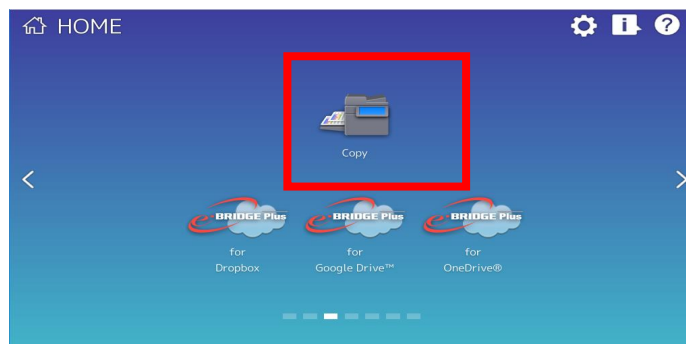 HOME
i
?
Copy
e-BRIDGE Plus
for
Dropbox
e-BRIDGE Plus
for
Google Drive™
e-BRIDGE Plus
for
OneDrive®